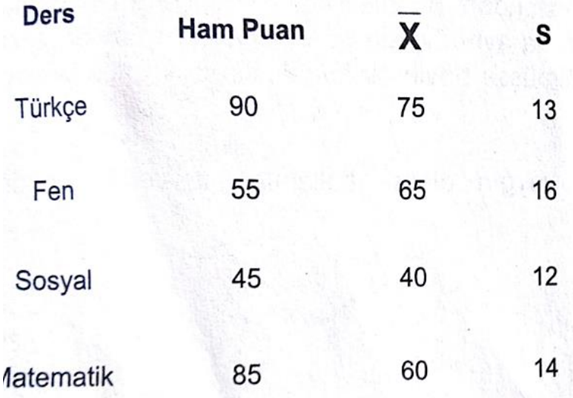 Ders Ham Puan X̅ S
Türkçe 90 75 13
Fen 55 65 16
Sosyal 45 40 12
Matematik 85 60 14